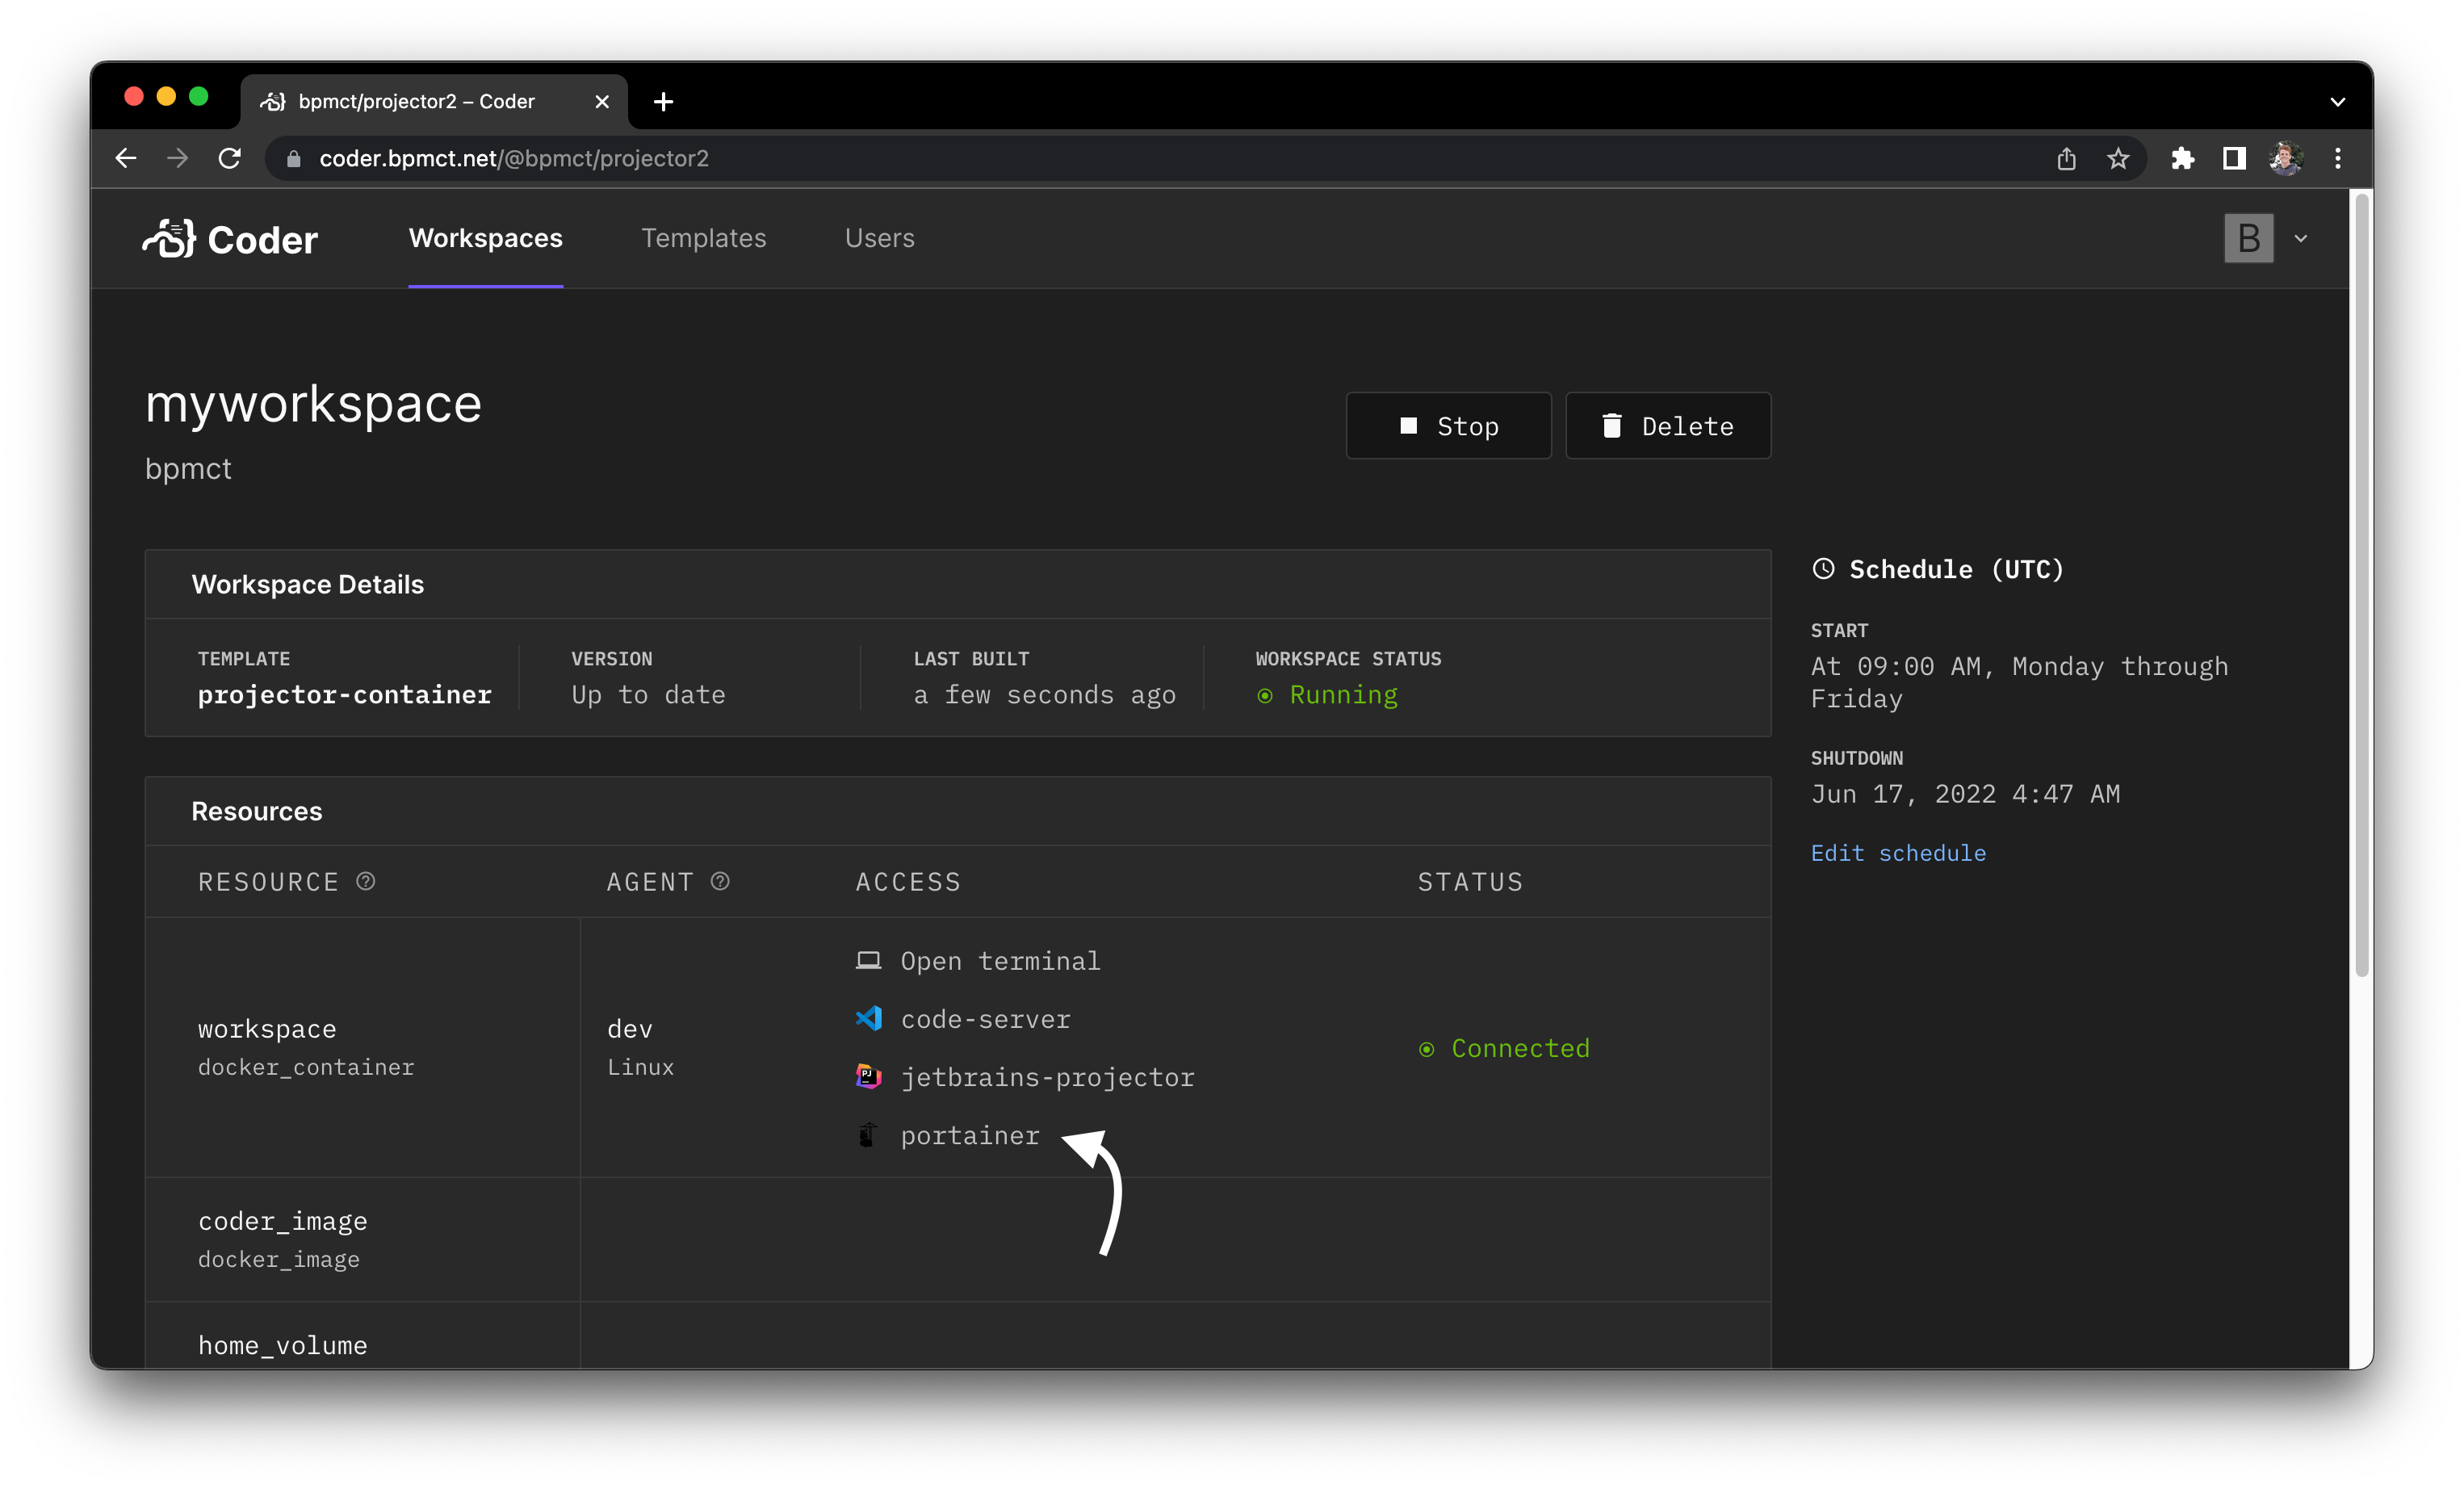 bpmct/projector2 – Coder
coder.bpmct.net/@bpmct/projector2
Coder
Workspaces
Templates
Users
B
myworkspace
bpmct
Stop
Delete
Workspace Details
TEMPLATE
projector-container
VERSION
Up to date
LAST BUILT
a few seconds ago
WORKSPACE STATUS
Running
Schedule (UTC)
START
At 09:00 AM, Monday through
Friday
SHUTDOWN
Jun 17, 2022 4:47 AM
Edit schedule
Resources
RESOURCE
AGENT
ACCESS
STATUS
workspace
docker_container
dev
Linux
Open terminal
code-server
PJ
jetbrains-projector
portainer
Connected
coder_image
docker_image
home_volume